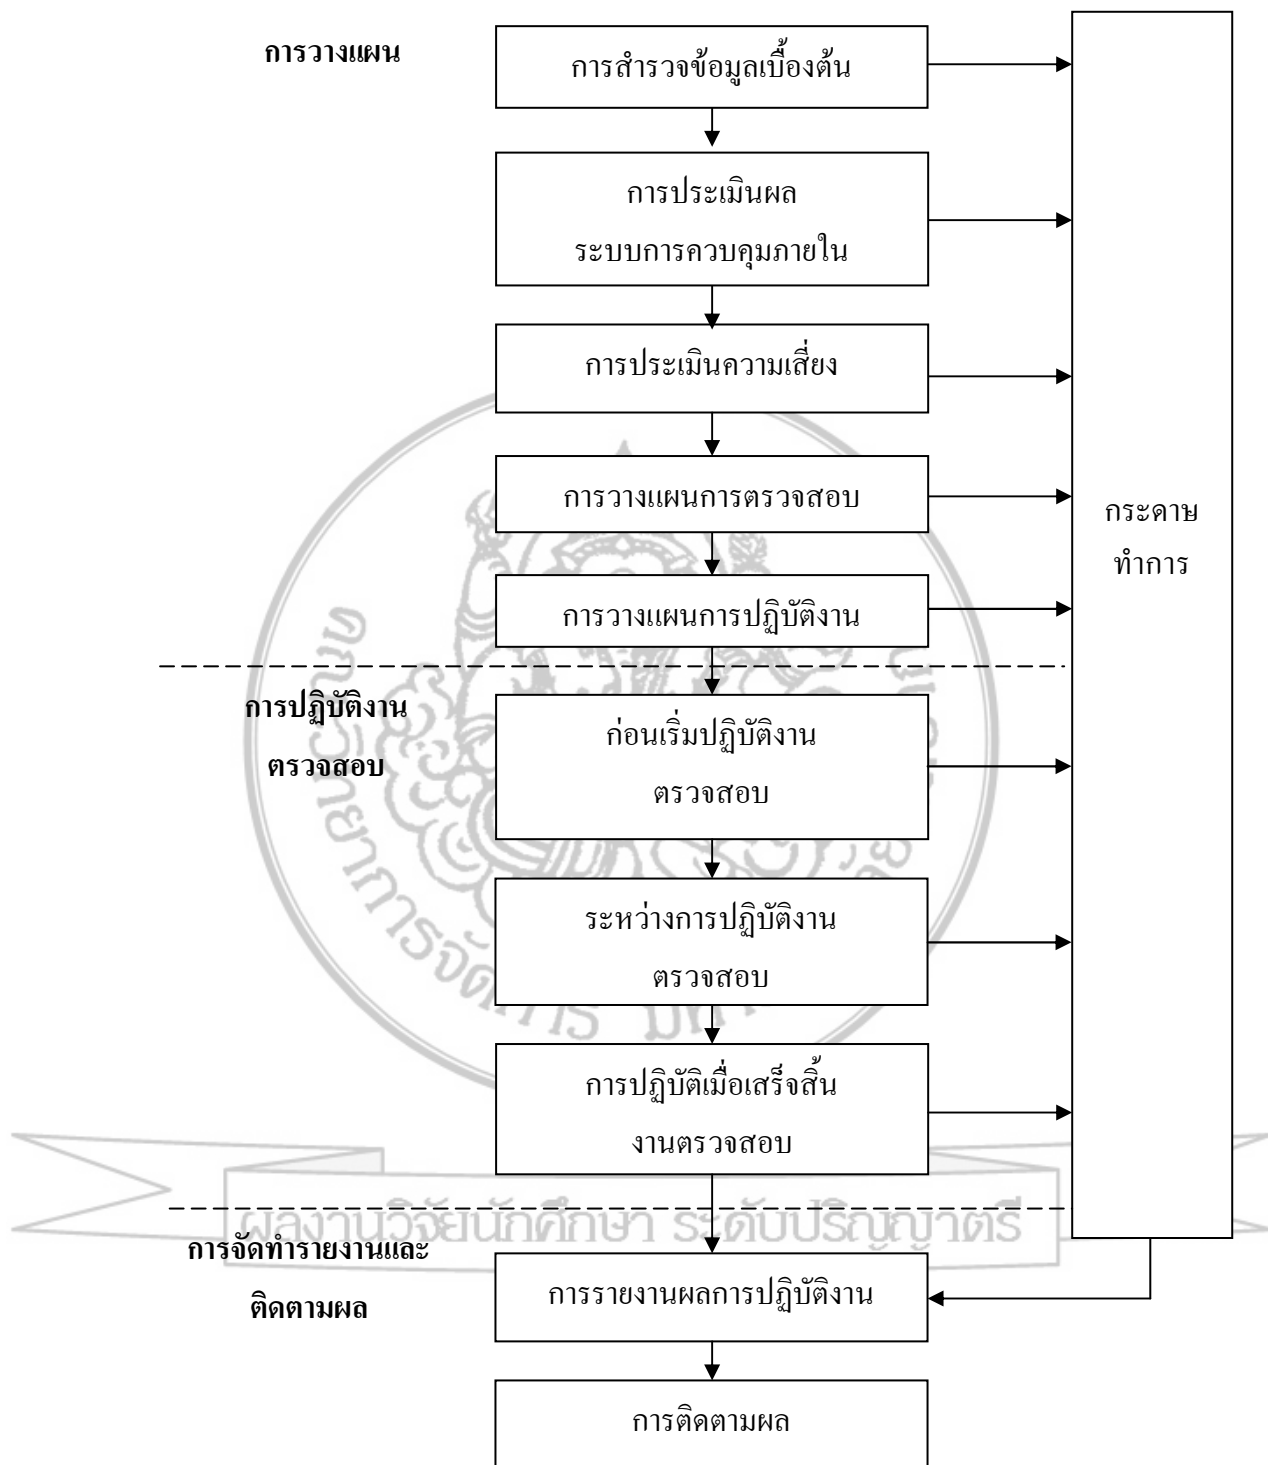 การวางแผน
การสำรวจข้อมูลเบื้องต้น
การประเมินผล
ระบบการควบคุมภายใน
การประเมินความเสี่ยง
การวางแผนการตรวจสอบ
กระดาษ
ทำการ
การวางแผนการปฏิบัติงาน
การปฏิบัติงาน
ตรวจสอบ
ก่อนเริ่มปฏิบัติงาน
ตรวจสอบ
ระหว่างการปฏิบัติงาน
ตรวจสอบ
การปฏิบัติเมื่อเสร็จสิ้น
งานตรวจสอบ
ผลงานวิจัยนักศึกษา ระดับปริญญาตรี
การจัดทำรายงานและ
ติดตามผล
การรายงานผลการปฏิบัติงาน
การติดตามผล